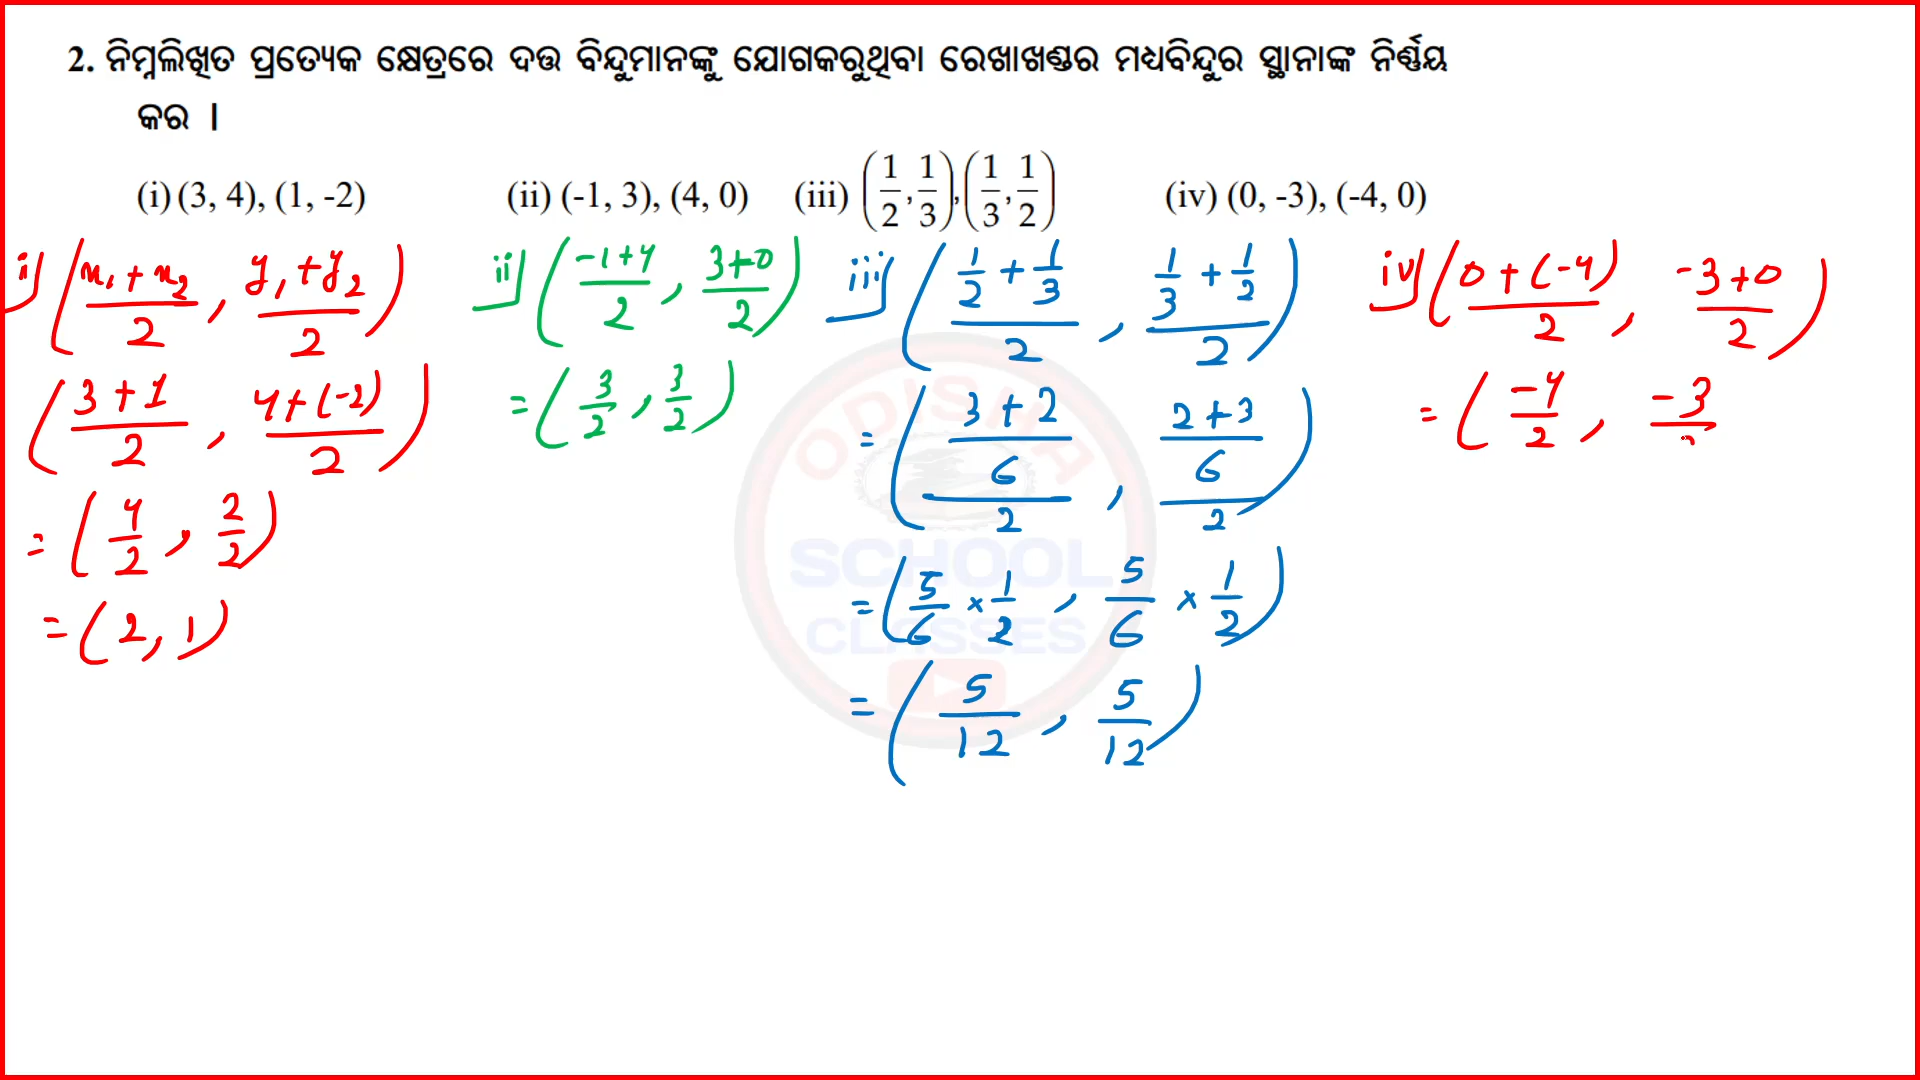 2. ନିମ୍ନଲିଖିତ ପ୍ରତ୍ୟେକ କ୍ଷେତ୍ରରେ ଦତ୍ତ ବିନ୍ଦୁମାନଙ୍କୁ ଯୋଗକରୁଥିବା ରେଖାଖଣ୍ଡର ମଧ୍ୟବିନ୍ଦୁର ସ୍ଥାନାଙ୍କ ନିର୍ଣ୍ଣୟ
କର ।
(i) (3, 4), (1, -2) (ii) (-1, 3), (4, 0) (iii) (1/2, 1/3), (1/3, 1/2) (iv) (0, -3), (-4, 0)
i) ((x₁ + x₂)/2, (y₁ + y₂)/2)
((3 + 1)/2, (4 + (-2))/2)
= (4/2, 2/2)
= (2, 1)
ii) ((-1 + 4)/2, (3 + 0)/2)
= (3/2, 3/2)
iii) ((1/2 + 1/3)/2, (1/3 + 1/2)/2)
= (((3 + 2)/6)/2, ((2 + 3)/6)/2)
= (5/6 × 1/2, 5/6 × 1/2)
= (5/12, 5/12)
iv) ((0 + (-4))/2, (-3 + 0)/2)
= (-4/2, -3/
ODISHA
SCHOOL
CLASSES